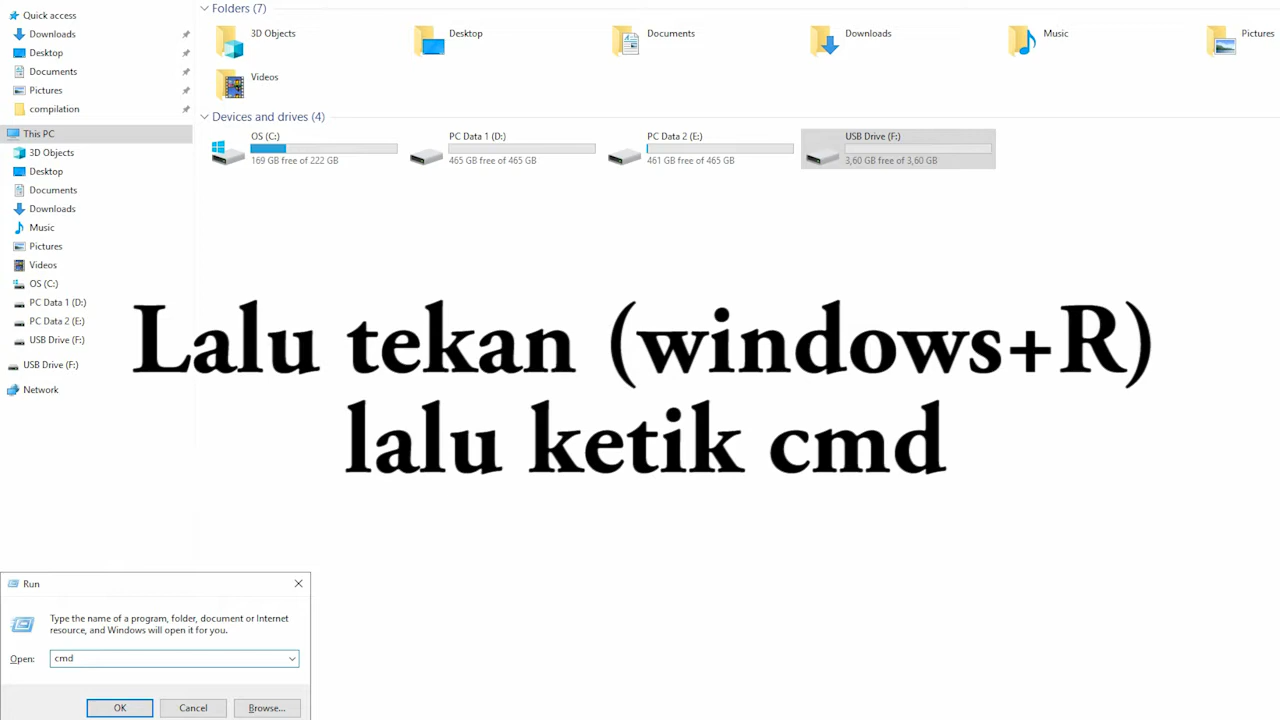 Quick access
Downloads
Desktop
Documents
Pictures
compilation
This PC
3D Objects
Desktop
Documents
Downloads
Music
Pictures
Videos
OS (C:)
PC Data 1 (D:)
PC Data 2 (E:)
USB Drive (F:)
USB Drive (F:)
Network
Folders (7)
3D Objects
Desktop
Documents
Downloads
Music
Pictures
Videos
Devices and drives (4)
OS (C:)
169 GB free of 222 GB
PC Data 1 (D:)
465 GB free of 465 GB
PC Data 2 (E:)
461 GB free of 465 GB
USB Drive (F:)
3,60 GB free of 3,60 GB
Lalu tekan (windows+R)
lalu ketik cmd
Run
Type the name of a program, folder, document or Internet
resource, and Windows will open it for you.
Open: cmd
OK Cancel Browse...